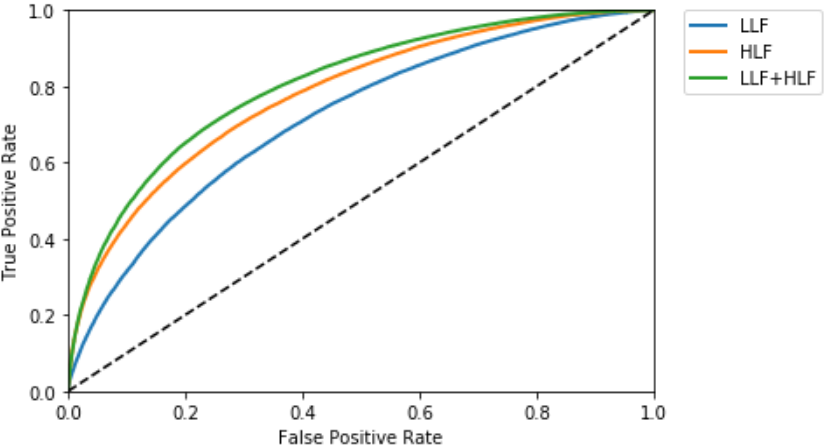 1.0
0.8
0.6
0.4
0.2
0.0
True Positive Rate
0.0 0.2 0.4 0.6 0.8 1.0
False Positive Rate
LLF
HLF
LLF+HLF